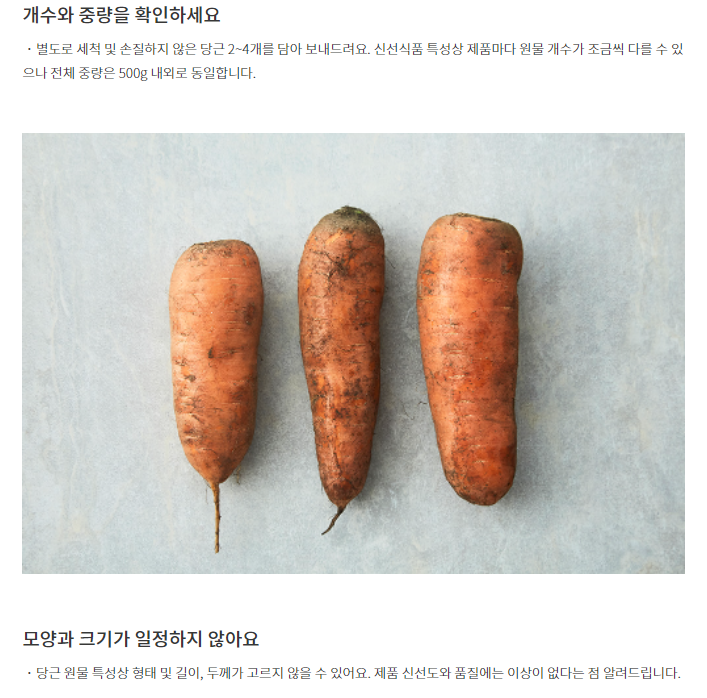 개수와 중량을 확인하세요
· 별도로 세척 및 손질하지 않은 당근 2~4개를 담아 보내드려요. 신선식품 특성상 제품마다 원물 개수가 조금씩 다를 수 있
으나 전체 중량은 500g 내외로 동일합니다.
모양과 크기가 일정하지 않아요
· 당근 원물 특성상 형태 및 길이, 두께가 고르지 않을 수 있어요. 제품 신선도와 품질에는 이상이 없다는 점 알려드립니다.